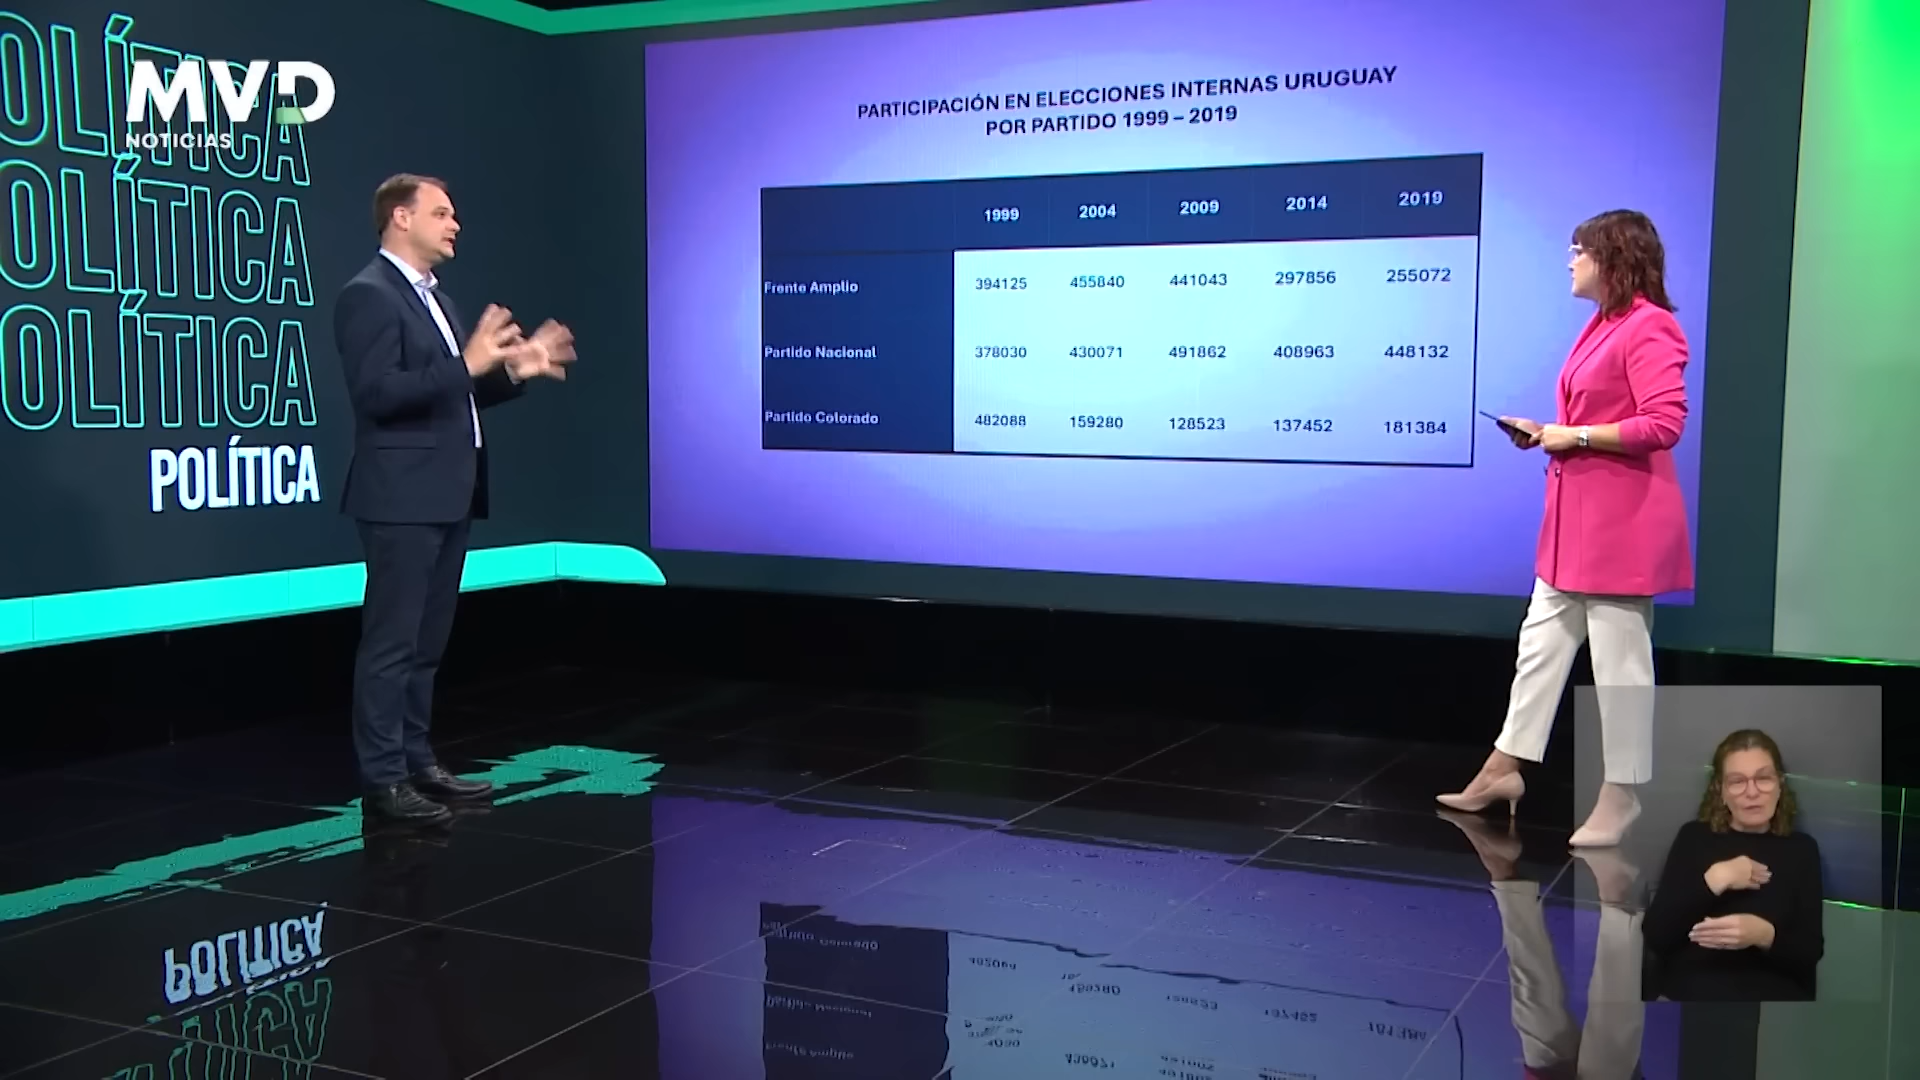 OLÍTICA
OLÍTICA
OLÍTICA
POLÍTICA
MVD
NOTICIAS
PARTICIPACIÓN EN ELECCIONES INTERNAS URUGUAY
POR PARTIDO 1999 – 2019
1999 2004 2009 2014 2019
Frente Amplio 394125 455840 441043 297856 255072
Partido Nacional 378030 430071 491862 408963 448132
Partido Colorado 482088 159280 128523 137452 181384